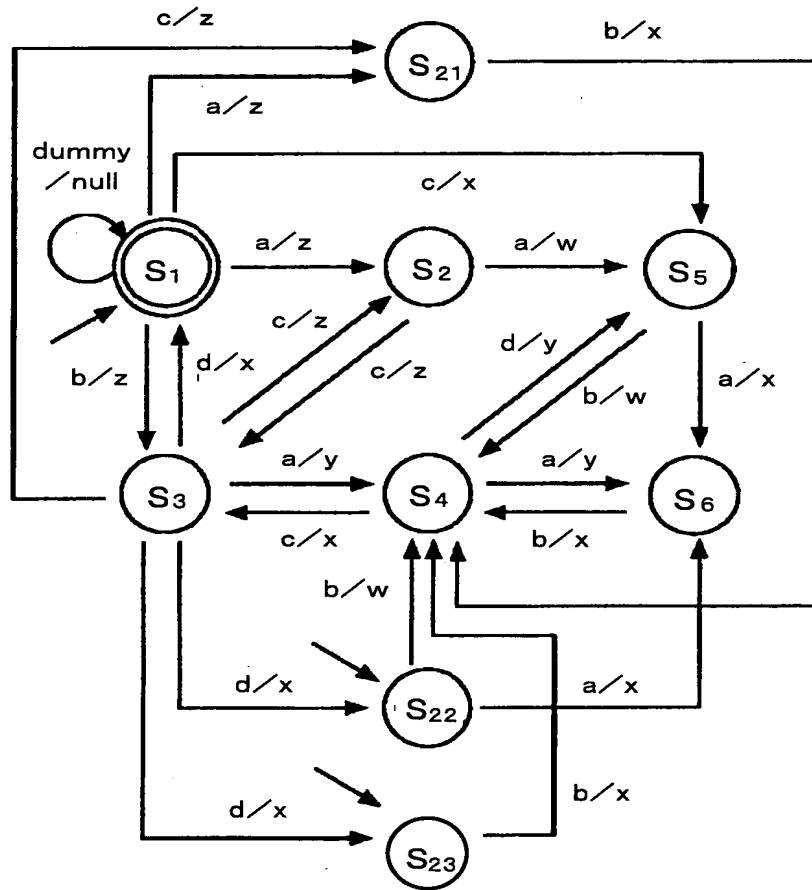 c/z
b/x
S21
a/z
dummy
/null
c/x
S1
a/z
S2
a/w
S5
c/z
d/y
b/z
d/x
c/z
b/w
a/x
a/y
a/y
S3
S4
S6
c/x
b/x
b/w
d/x
a/x
S22
b/x
d/x
S23